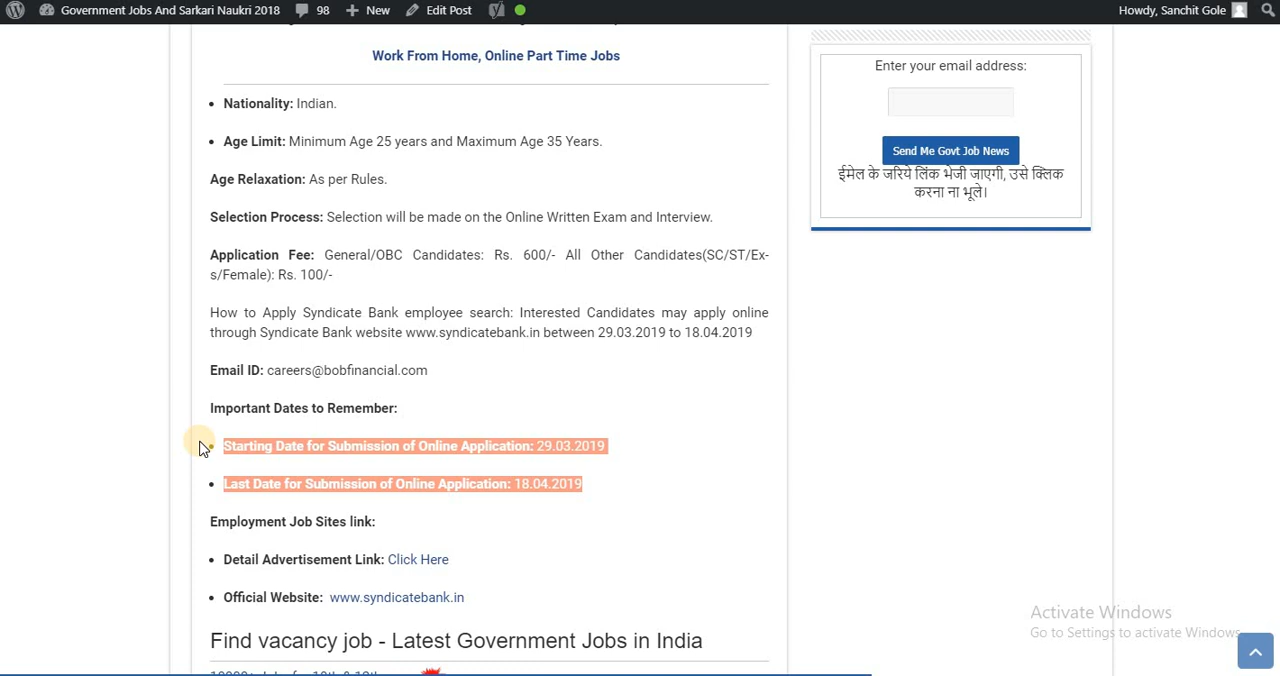 Government Jobs And Sarkari Naukri 2018 98 New Edit Post Howdy, Sanchit Gole
Work From Home, Online Part Time Jobs
Nationality: Indian.
Age Limit: Minimum Age 25 years and Maximum Age 35 Years.
Age Relaxation: As per Rules.
Selection Process: Selection will be made on the Online Written Exam and Interview.
Application Fee: General/OBC Candidates: Rs. 600/- All Other Candidates(SC/ST/Ex-
s/Female): Rs. 100/-
How to Apply Syndicate Bank employee search: Interested Candidates may apply online
through Syndicate Bank website www.syndicatebank.in between 29.03.2019 to 18.04.2019
Email ID: careers@bobfinancial.com
Important Dates to Remember:
Starting Date for Submission of Online Application: 29.03.2019
Last Date for Submission of Online Application: 18.04.2019
Employment Job Sites link:
Detail Advertisement Link: Click Here
Official Website: www.syndicatebank.in
Find vacancy job - Latest Government Jobs in India
Enter your email address:
Send Me Govt Job News
ईमेल के जरिये लिंक भेजी जाएगी, उसे क्लिक
करना ना भूले।
Activate Windows
Go to Settings to activate Windows.